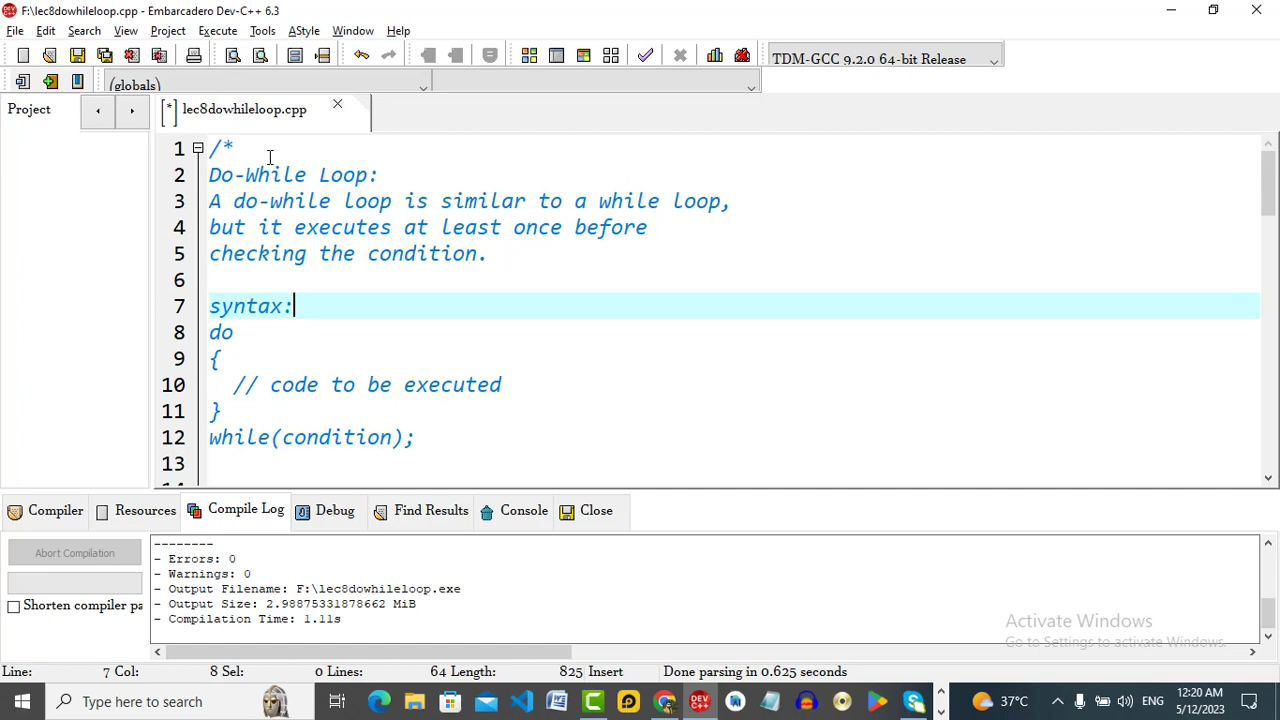 F:\lec8dowhileloop.cpp - Embarcadero Dev-C++ 6.3
File Edit Search View Project Execute Tools AStyle Window Help
TDM-GCC 9.2.0 64-bit Release
(globals)
Project
[*] lec8dowhileloop.cpp
1 /*
2 Do-While Loop:
3 A do-while loop is similar to a while loop,
4 but it executes at least once before
5 checking the condition.
6
7 syntax:
8 do
9 {
10 // code to be executed
11 }
12 while(condition);
13
Compiler Resources Compile Log Debug Find Results Console Close
Abort Compilation
Shorten compiler pa
--------
- Errors: 0
- Warnings: 0
- Output Filename: F:\lec8dowhileloop.exe
- Output Size: 2.98875331878662 MiB
- Compilation Time: 1.11s
Activate Windows
Go to Settings to activate Windows.
Line: 7 Col: 8 Sel: 0 Lines: 64 Length: 825 Insert Done parsing in 0.625 seconds
Type here to search
37°C
ENG
12:20 AM
5/12/2023